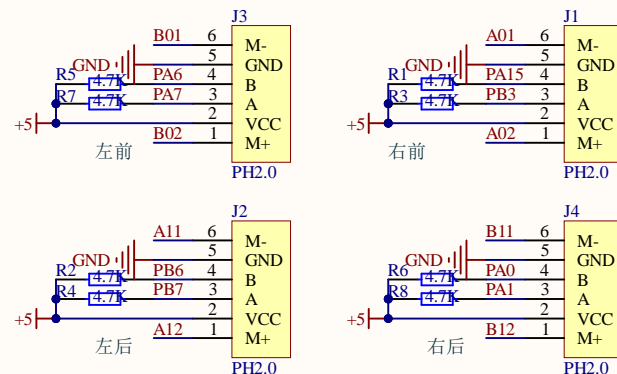 J3
B01 6 M-
GND 5 GND
R5 4.7K PA6 4 B
R7 4.7K PA7 3 A
+5 2 VCC
B02 1 M+
左前
PH2.0
J1
A01 6 M-
GND 5 GND
R1 4.7K PA15 4 B
R3 4.7K PB3 3 A
+5 2 VCC
A02 1 M+
右前
PH2.0
J2
A11 6 M-
GND 5 GND
R2 4.7K PB6 4 B
R4 4.7K PB7 3 A
+5 2 VCC
A12 1 M+
左后
PH2.0
J4
B11 6 M-
GND 5 GND
R6 4.7K PA0 4 B
R8 4.7K PA1 3 A
+5 2 VCC
B12 1 M+
右后
PH2.0